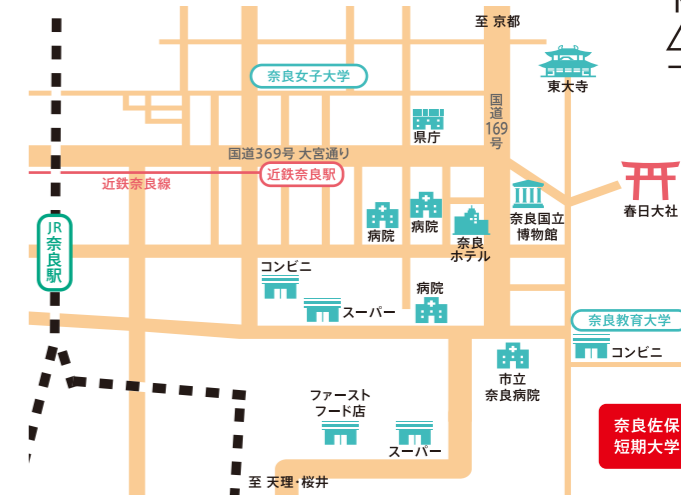 至 京都
奈良女子大学
東大寺
国道169号
県庁
国道369号 大宮通り
近鉄奈良駅
近鉄奈良線
春日大社
奈良国立
博物館
病院
病院
奈良
ホテル
JR奈良駅
コンビニ
病院
スーパー
奈良教育大学
コンビニ
市立
奈良病院
ファースト
フード店
奈良佐保
短期大学
スーパー
至 天理・桜井